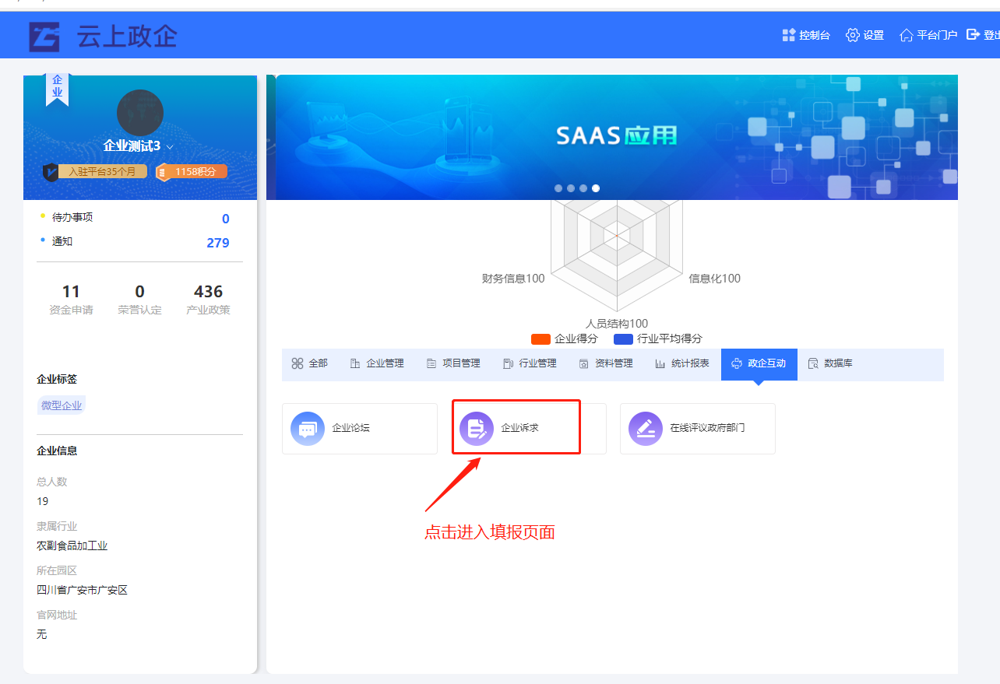 云上政企
控制台
设置
平台门户
登出
企业
企业测试3
入驻平台35个月
1158积分
SAAS应用
待办事项 0
通知 279
11 0 436
资金申请 荣誉认定 产业政策
企业标签
微型企业
企业信息
总人数
19
隶属行业
农副食品加工业
所在园区
四川省广安市广安区
官网地址
无
财务信息100
信息化100
人员结构100
企业得分 行业平均得分
全部 企业管理 项目管理 行业管理 资料管理 统计报表 政企互动 数据库
企业论坛 企业诉求 在线评议政府部门
点击进入填报页面